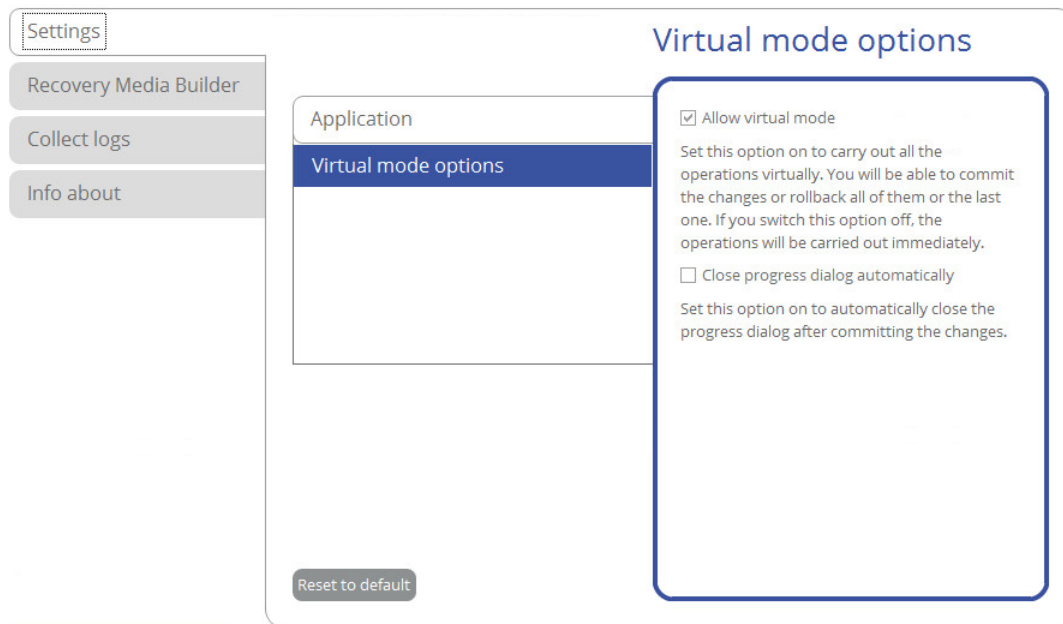 Settings
Recovery Media Builder
Collect logs
Info about
Application
Virtual mode options
Reset to default
Virtual mode options
Allow virtual mode
Set this option on to carry out all the
operations virtually. You will be able to commit
the changes or rollback all of them or the last
one. If you switch this option off, the
operations will be carried out immediately.
Close progress dialog automatically
Set this option on to automatically close the
progress dialog after committing the changes.